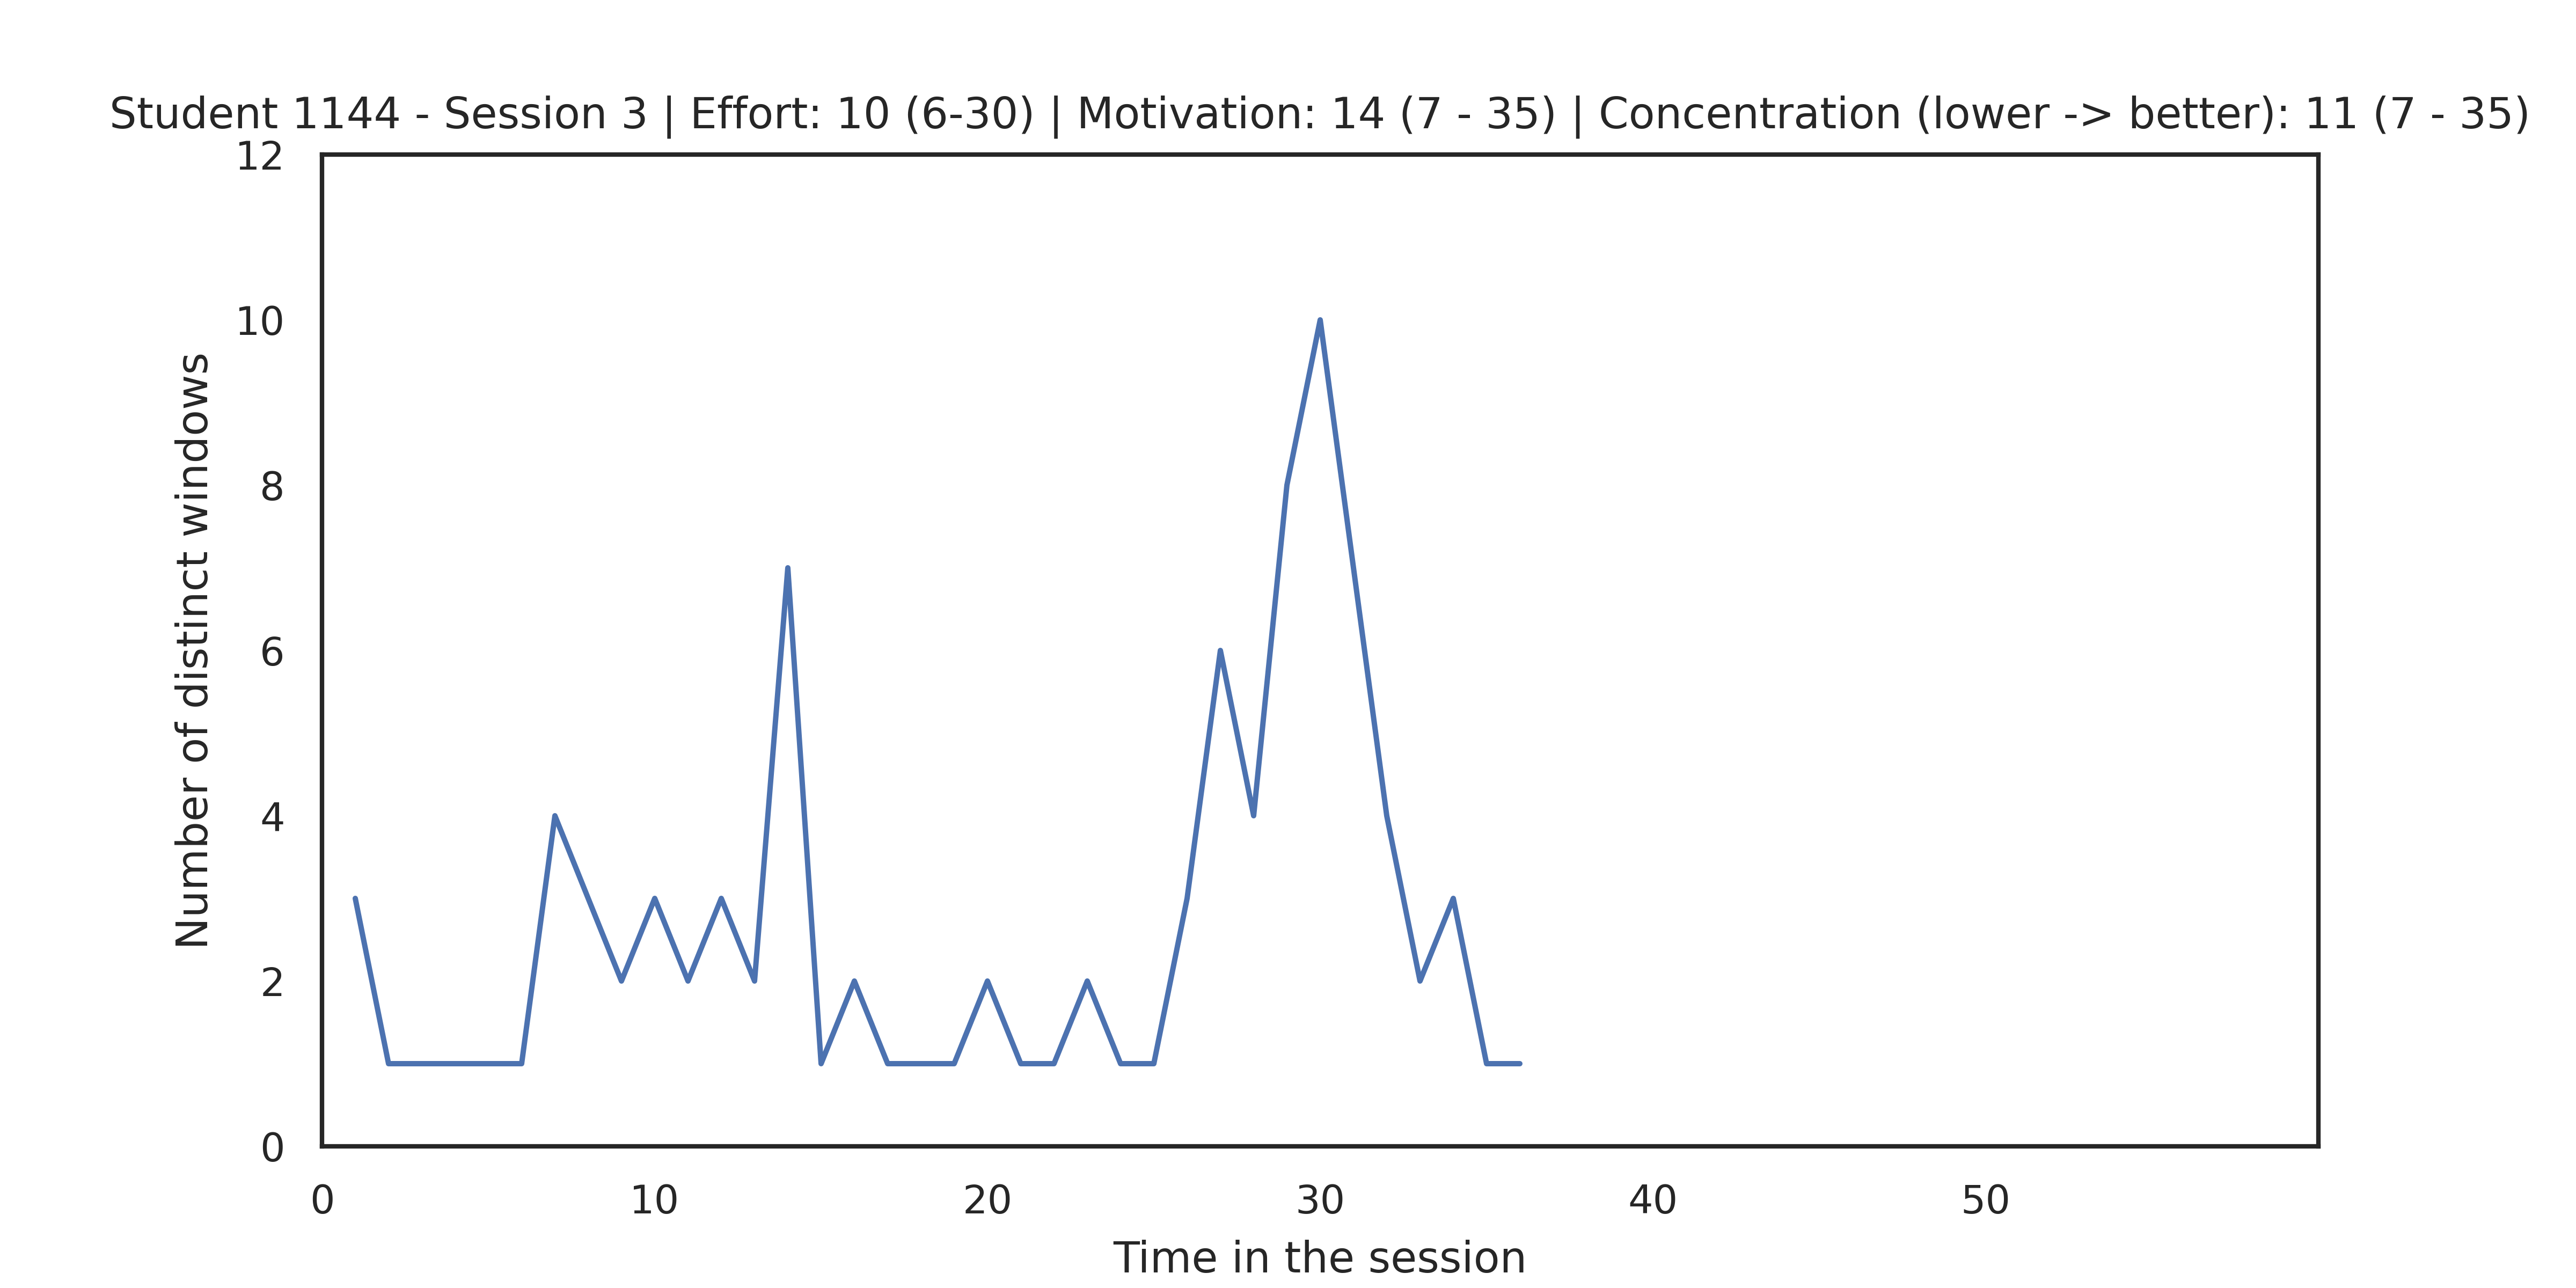 Student 1144 - Session 3 | Effort: 10 (6-30) | Motivation: 14 (7 - 35) | Concentration (lower -> better): 11 (7 - 35)
12
10
8
6
4
2
0
Number of distinct windows
0 10 20 30 40 50
Time in the session